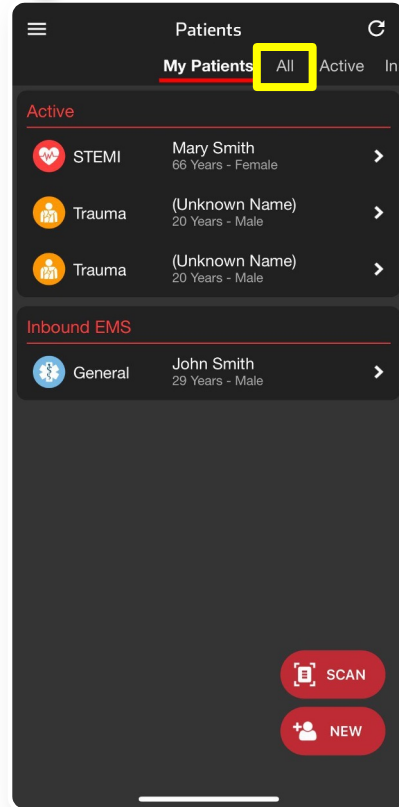 Patients
My Patients All Active In
Active
STEMI Mary Smith
66 Years - Female
Trauma (Unknown Name)
20 Years - Male
Trauma (Unknown Name)
20 Years - Male
Inbound EMS
General John Smith
29 Years - Male
SCAN
NEW